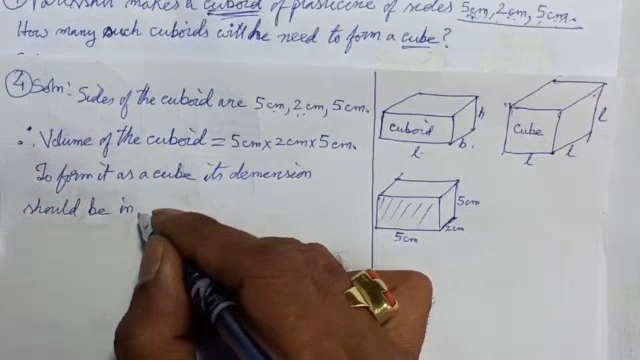 makes a cuboid of plasticine of sides 5cm, 2cm, 5cm.
How many such cuboids will he need to form a cube?
④ Soln: Sides of the cuboid are 5cm, 2cm, 5cm.
∴ Volume of the cuboid = 5cm×2cm×5cm.
To form it as a cube its demension
should be in
cuboid
h
b.
l.
Cube
l
l
l
5cm
2cm
5cm